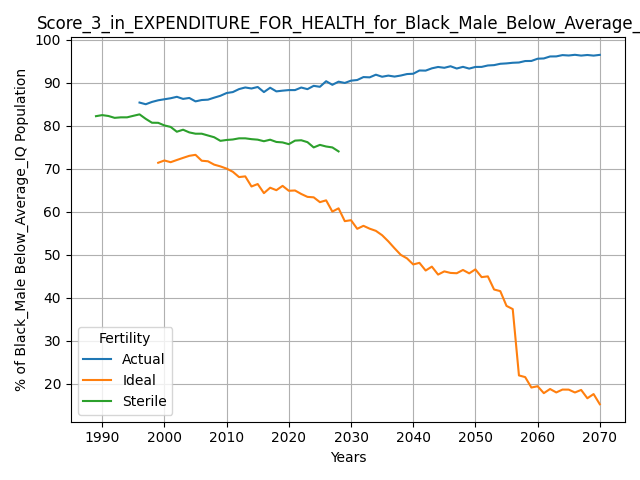 Score_3_in_EXPENDITURE_FOR_HEALTH_for_Black_Male_Below_Average_
% of Black_Male Below_Average_IQ Population
100
90
80
70
60
50
40
30
20
Fertility
Actual
Ideal
Sterile
1990 2000 2010 2020 2030 2040 2050 2060 2070
Years